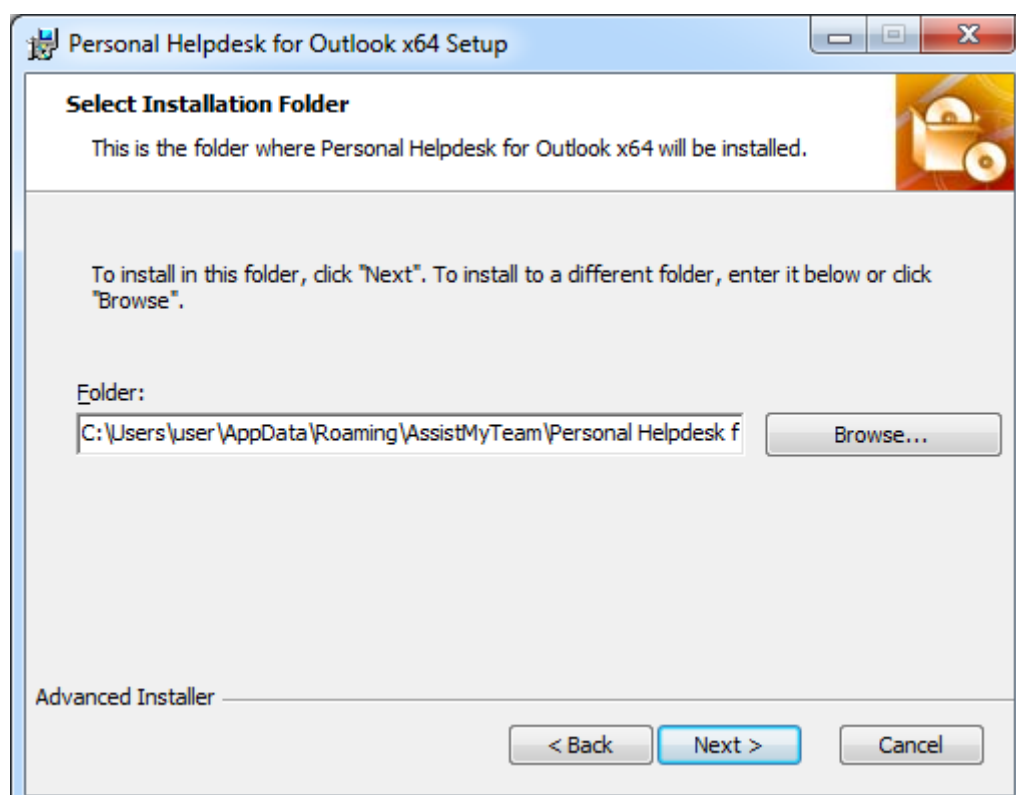 Personal Helpdesk for Outlook x64 Setup
Select Installation Folder
This is the folder where Personal Helpdesk for Outlook x64 will be installed.
To install in this folder, click "Next". To install to a different folder, enter it below or click
"Browse".
Folder:
C:\Users\user\AppData\Roaming\AssistMyTeam\Personal Helpdesk f
Browse...
Advanced Installer
< Back
Next >
Cancel